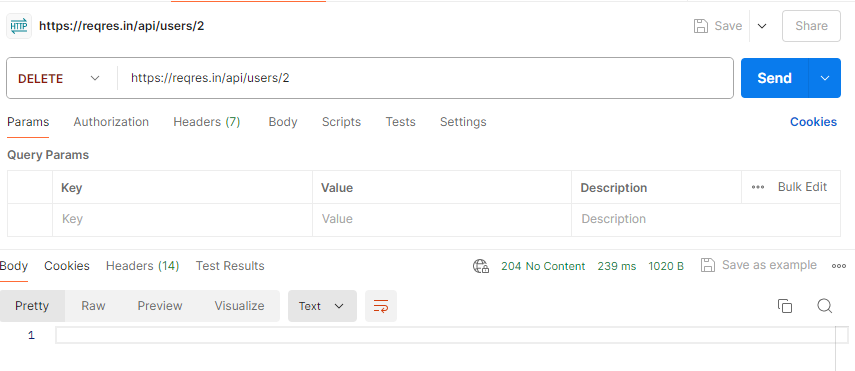 HTTP https://reqres.in/api/users/2 Save Share
DELETE https://reqres.in/api/users/2 Send
Params Authorization Headers (7) Body Scripts Tests Settings Cookies
Query Params
Key Value Description ••• Bulk Edit
Key Value Description
Body Cookies Headers (14) Test Results 204 No Content 239 ms 1020 B Save as example
Pretty Raw Preview Visualize Text
1